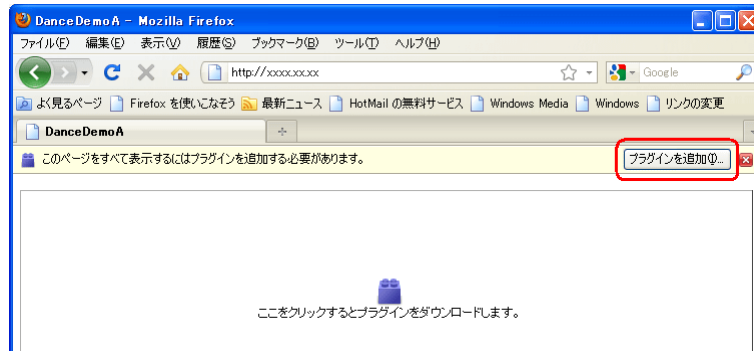 DanceDemoA - Mozilla Firefox
ファイル(F) 編集(E) 表示(V) 履歴(S) ブックマーク(B) ツール(T) ヘルプ(H)
http://xxxx.xx.xx Google
よく見るページ Firefox を使いこなそう 最新ニュース HotMail の無料サービス Windows Media Windows リンクの変更
DanceDemoA
このページをすべて表示するにはプラグインを追加する必要があります。 プラグインを追加(I)...
ここをクリックするとプラグインをダウンロードします。